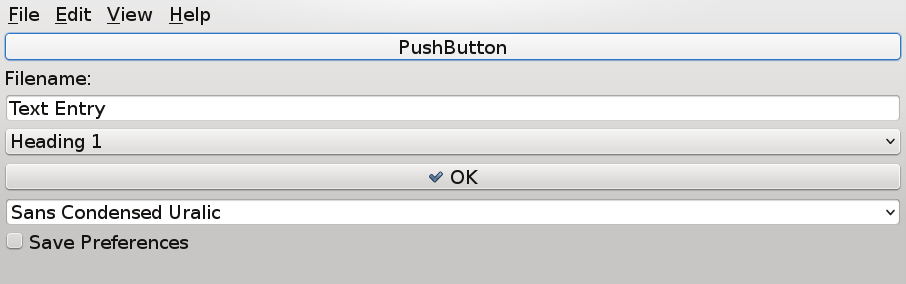 File Edit View Help
PushButton
Filename:
Text Entry
Heading 1
OK
Sans Condensed Uralic
Save Preferences